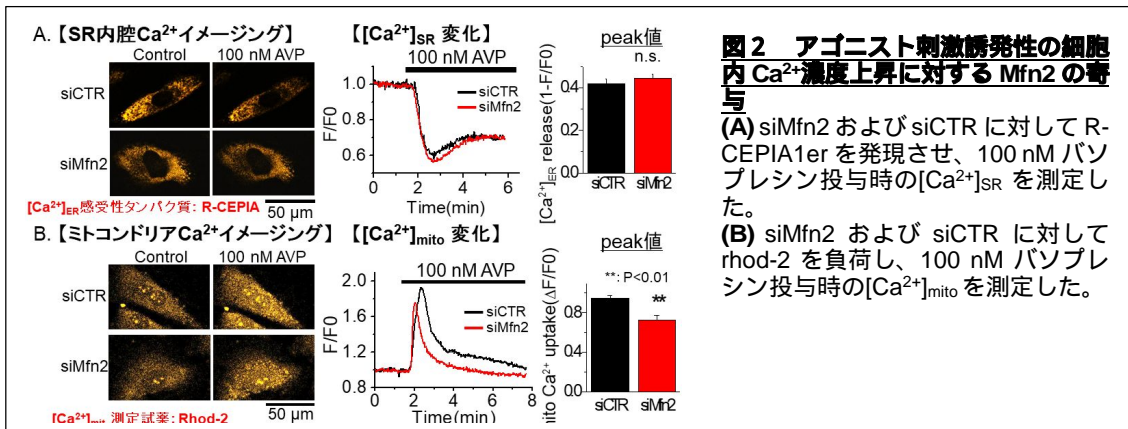 A. 【SR内腔Ca²⁺イメージング】
Control 100 nM AVP
siCTR
siMfn2
[Ca²⁺]ER感受性タンパク質: R-CEPIA
50 μm
【[Ca²⁺]SR 変化】
100 nM AVP
siCTR
siMfn2
F/F0
1.0
0.8
0.6
0 2 4 6 8
Time(min)
peak値
n.s.
[Ca²⁺]ER release(1-F/F0)
0.4
0.2
0.0
siCTR siMfn2
B. 【ミトコンドリアCa²⁺イメージング】
Control 100 nM AVP
siCTR
siMfn2
[Ca²⁺]mito 測定試薬: Rhod-2
50 μm
【[Ca²⁺]mito 変化】
100 nM AVP
siCTR
siMfn2
F/F0
2.0
1.6
1.2
0.8
0 2 4 6 8
Time(min)
peak値
**: P<0.01
**
mito Ca²⁺ uptake(ΔF/F0)
0.8
0.4
0.0
siCTR siMfn2
図2 アゴニスト刺激誘発性の細胞
内 Ca²⁺濃度上昇に対する Mfn2 の寄
与
(A) siMfn2 および siCTR に対して R-
CEPIA1er を発現させ、100 nM バソ
プレシン投与時の[Ca²⁺]SR を測定し
た。
(B) siMfn2 および siCTR に対して
rhod-2 を負荷し、100 nM バソプレ
シン投与時の[Ca²⁺]mito を測定した。